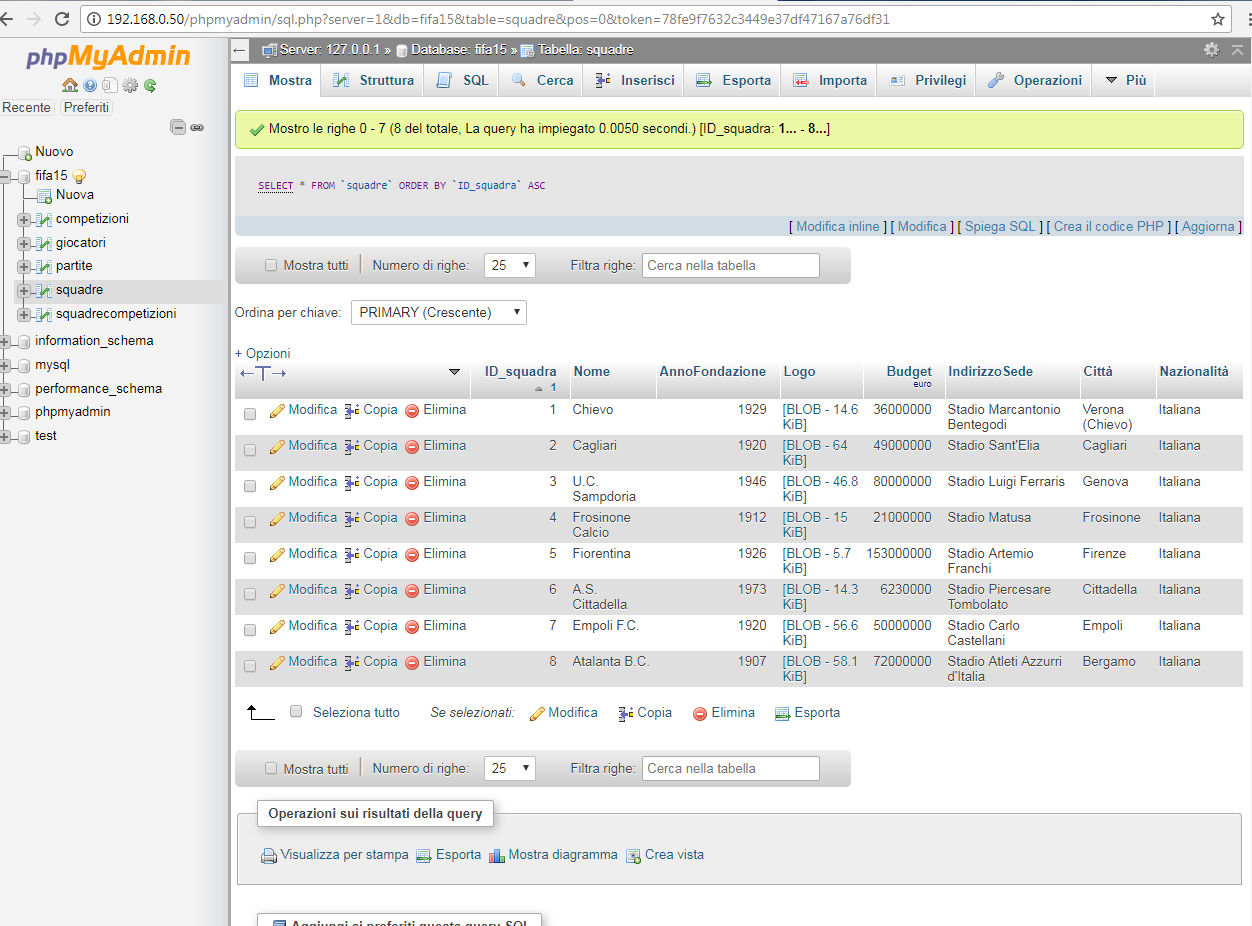 192.168.0.50/phpmyadmin/sql.php?server=1&db=fifa15&table=squadre&pos=0&token=78fe9f7632c3449e37df47167a76df31
phpMyAdmin
Recente Preferiti
Nuovo
fifa15
Nuova
competizioni
giocatori
partite
squadre
squadrecompetizioni
information_schema
mysql
performance_schema
phpmyadmin
test
Server: 127.0.0.1 » Database: fifa15 » Tabella: squadre
Mostra Struttura SQL Cerca Inserisci Esporta Importa Privilegi Operazioni Più
Mostro le righe 0 - 7 (8 del totale, La query ha impiegato 0.0050 secondi.) [ID_squadra: 1... - 8...]
SELECT * FROM `squadre` ORDER BY `ID_squadra` ASC
[ Modifica inline ] [ Modifica ] [ Spiega SQL ] [ Crea il codice PHP ] [ Aggiorna ]
Mostra tutti Numero di righe: 25 Filtra righe: Cerca nella tabella
Ordina per chiave: PRIMARY (Crescente)
+ Opzioni
←T→ ID_squadra 1 Nome AnnoFondazione Logo Budget euro IndirizzoSede Città Nazionalità
Modifica Copia Elimina 1 Chievo 1929 [BLOB - 14.6 KiB] 36000000 Stadio Marcantonio Bentegodi Verona (Chievo) Italiana
Modifica Copia Elimina 2 Cagliari 1920 [BLOB - 64 KiB] 49000000 Stadio Sant'Elia Cagliari Italiana
Modifica Copia Elimina 3 U.C. Sampdoria 1946 [BLOB - 46.8 KiB] 80000000 Stadio Luigi Ferraris Genova Italiana
Modifica Copia Elimina 4 Frosinone Calcio 1912 [BLOB - 15 KiB] 21000000 Stadio Matusa Frosinone Italiana
Modifica Copia Elimina 5 Fiorentina 1926 [BLOB - 5.7 KiB] 153000000 Stadio Artemio Franchi Firenze Italiana
Modifica Copia Elimina 6 A.S. Cittadella 1973 [BLOB - 14.3 KiB] 6230000 Stadio Piercesare Tombolato Cittadella Italiana
Modifica Copia Elimina 7 Empoli F.C. 1920 [BLOB - 56.6 KiB] 50000000 Stadio Carlo Castellani Empoli Italiana
Modifica Copia Elimina 8 Atalanta B.C. 1907 [BLOB - 58.1 KiB] 72000000 Stadio Atleti Azzurri d'Italia Bergamo Italiana
Seleziona tutto Se selezionati: Modifica Copia Elimina Esporta
Mostra tutti Numero di righe: 25 Filtra righe: Cerca nella tabella
Operazioni sui risultati della query
Visualizza per stampa Esporta Mostra diagramma Crea vista
Aggiungi ai preferiti questa query SQL